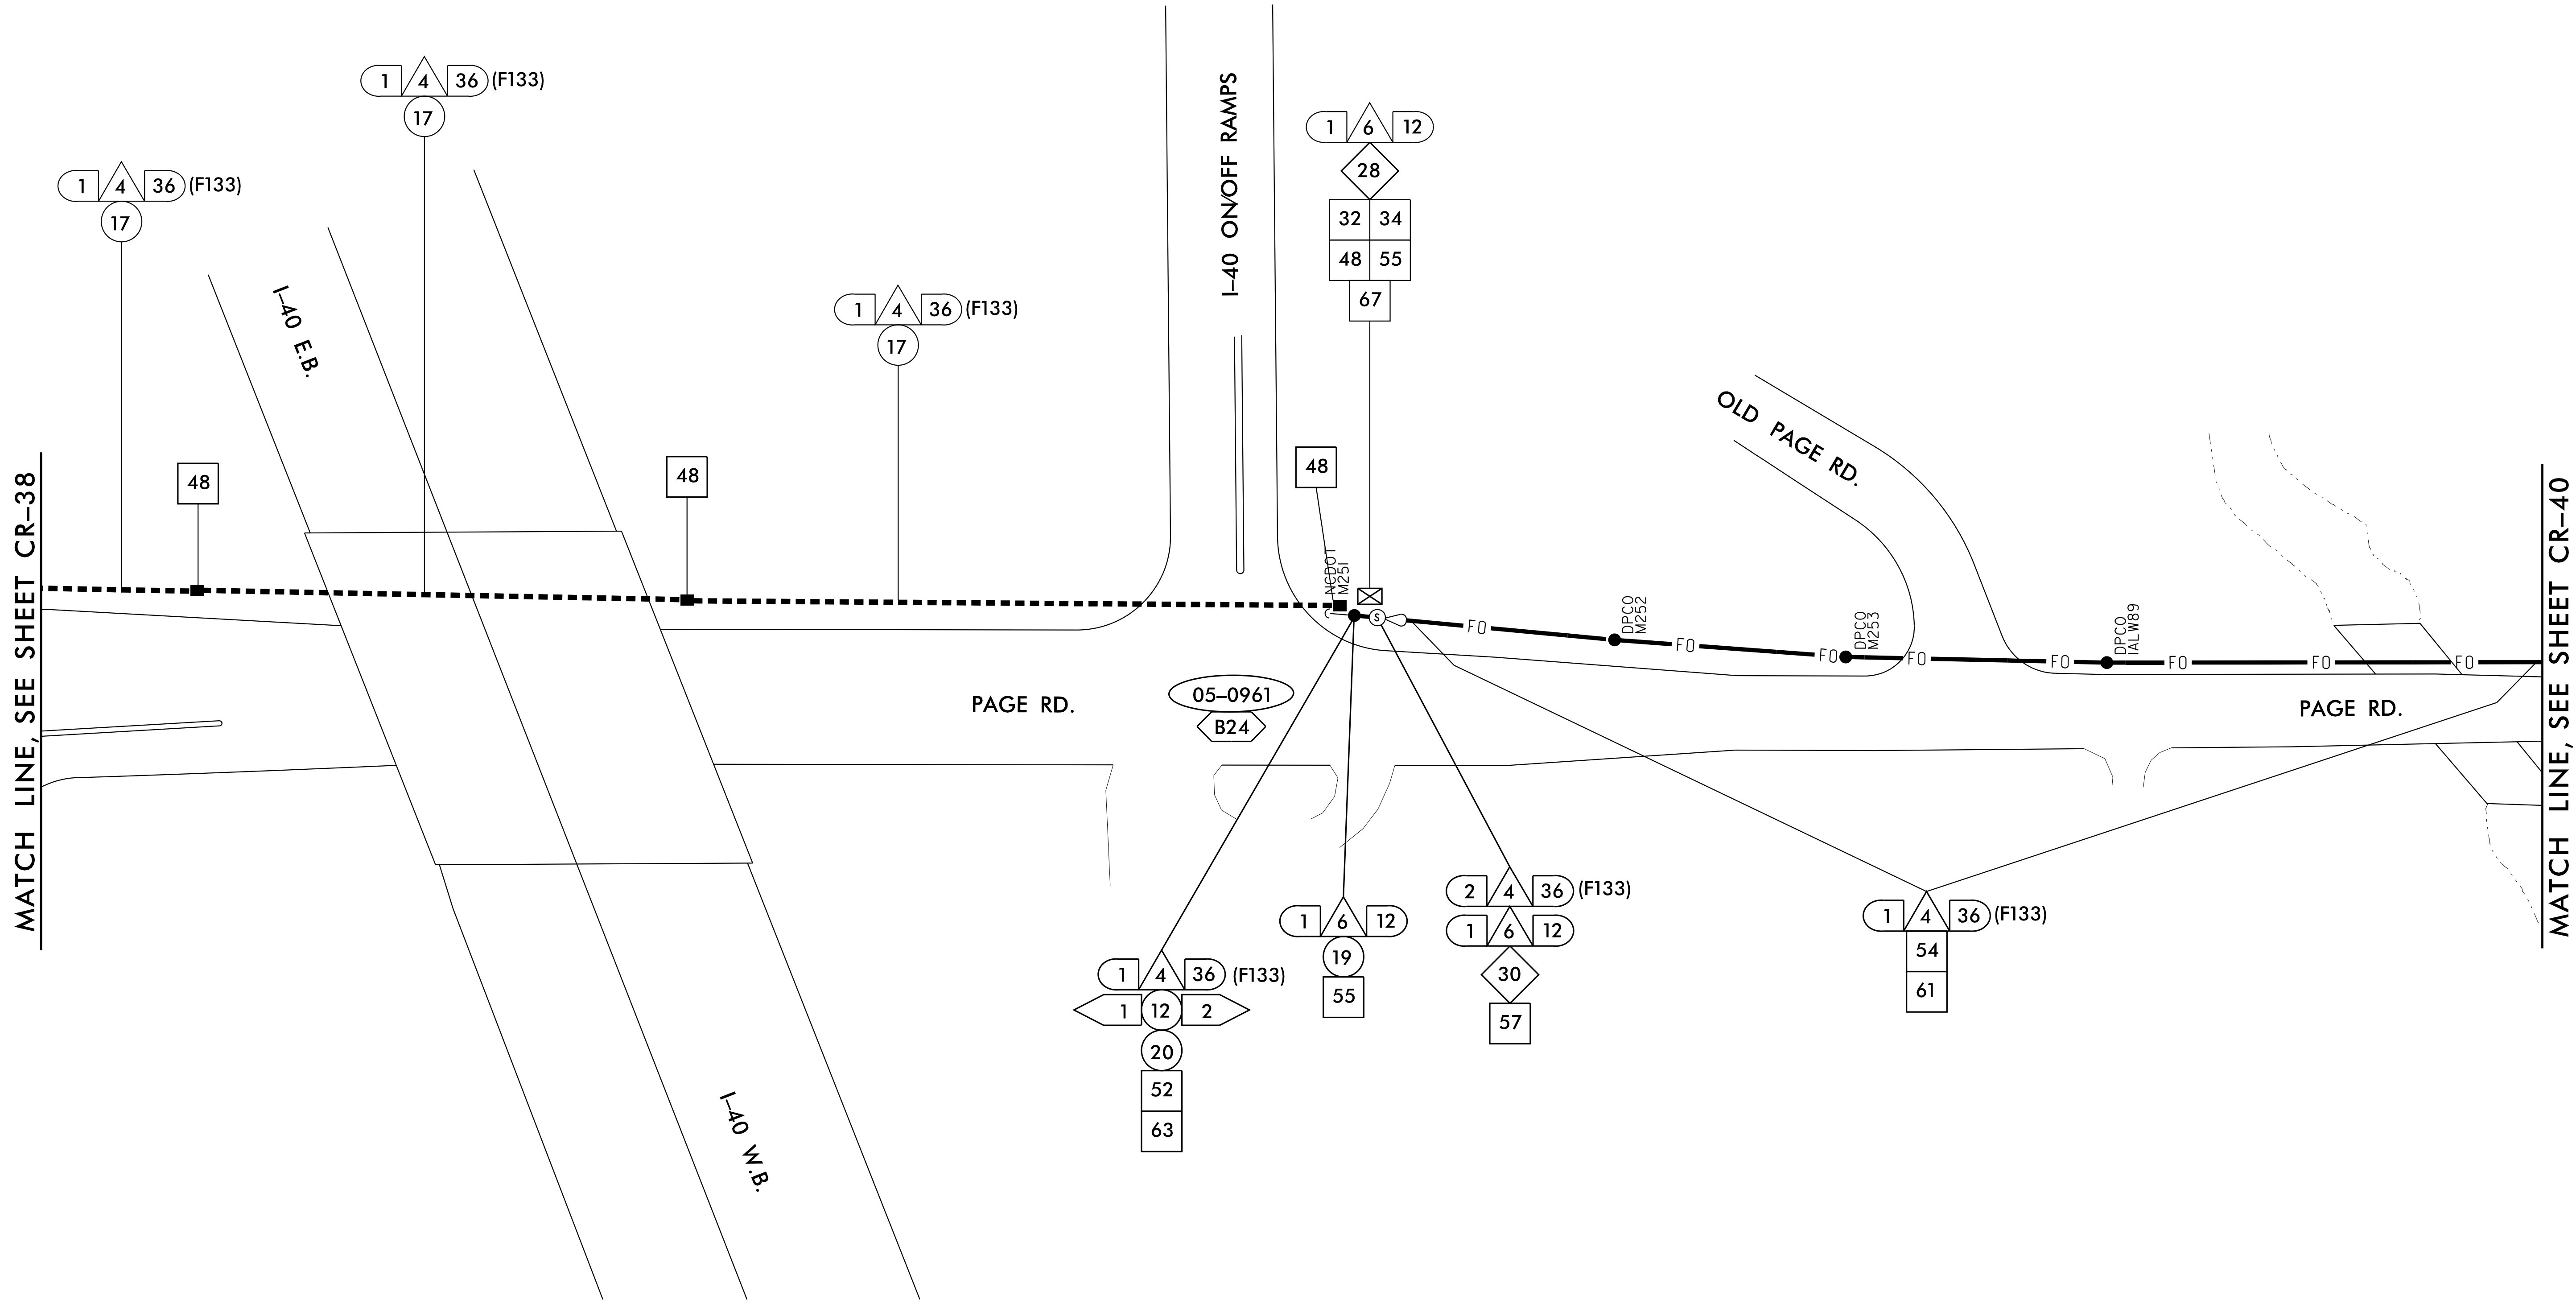 1 4 36 (F133)
17
1 4 36 (F133)
17
I-40 ON/OFF RAMPS
1 6 12
28
32 34
48 55
67
I-40 E.B.
1 4 36 (F133)
17
OLD PAGE RD.
48
48
48
MATCH LINE, SEE SHEET CR-38
MATCH LINE, SEE SHEET CR-40
NCDOT
M251
S
FO
DPCO
M252
FO
FO
DPCO
M253
FO
FO
DPCO
IALW89
FO
FO
FO
PAGE RD.
05-0961
B24
PAGE RD.
1 4 36 (F133)
1 12 2
20
52
63
1 6 12
19
55
2 4 36 (F133)
1 6 12
30
57
1 4 36 (F133)
54
61
I-40 W.B.